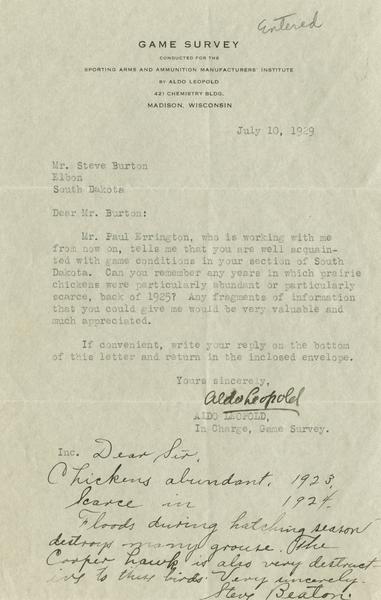 Entered
GAME SURVEY
CONDUCTED FOR THE
SPORTING ARMS AND AMMUNITION MANUFACTURERS' INSTITUTE
BY ALDO LEOPOLD
421 CHEMISTRY BLDG.
MADISON, WISCONSIN
July 10, 1929
Mr. Steve Burton
Elbon
South Dakota
Dear Mr. Burton:
Mr. Paul Errington, who is working with me
from now on, tells me that you are well acquain-
ted with game conditions in your section of South
Dakota. Can you remember any years in which prairie
chickens were particularly abundant or particularly
scarce, back of 1925? Any fragments of information
that you could give me would be very valuable and
much appreciated.
If convenient, write your reply on the bottom
of this letter and return in the inclosed envelope.
Yours sincerely,
Aldo Leopold
ALDO LEOPOLD,
In Charge, Game Survey.
Inc. Dear Sir,
Chickens abundant, 1923,
Scarce in 1924.
Floods during hatching season
destroys many grouse. The
Cooper hawk is also very destruct-
ive to these birds. Very sincerely-
Steve Beaton.